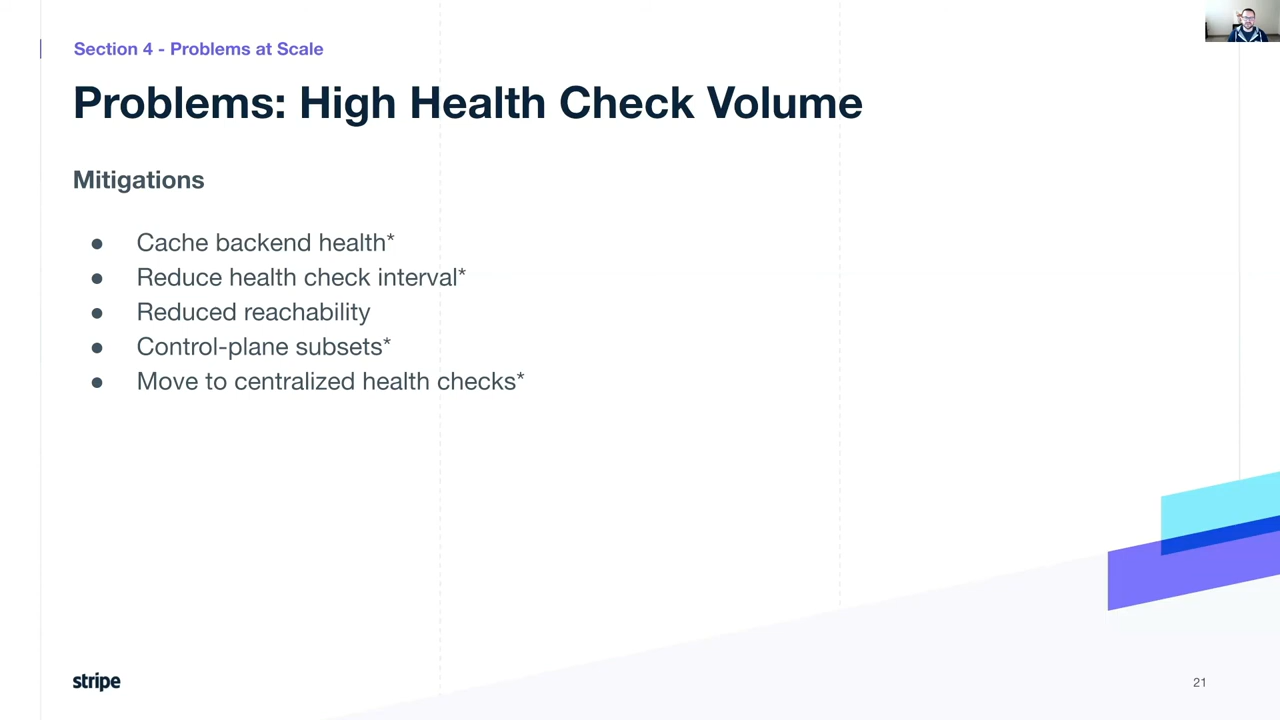 Section 4 - Problems at Scale
Problems: High Health Check Volume
Mitigations
● Cache backend health*
● Reduce health check interval*
● Reduced reachability
● Control-plane subsets*
● Move to centralized health checks*
stripe
21